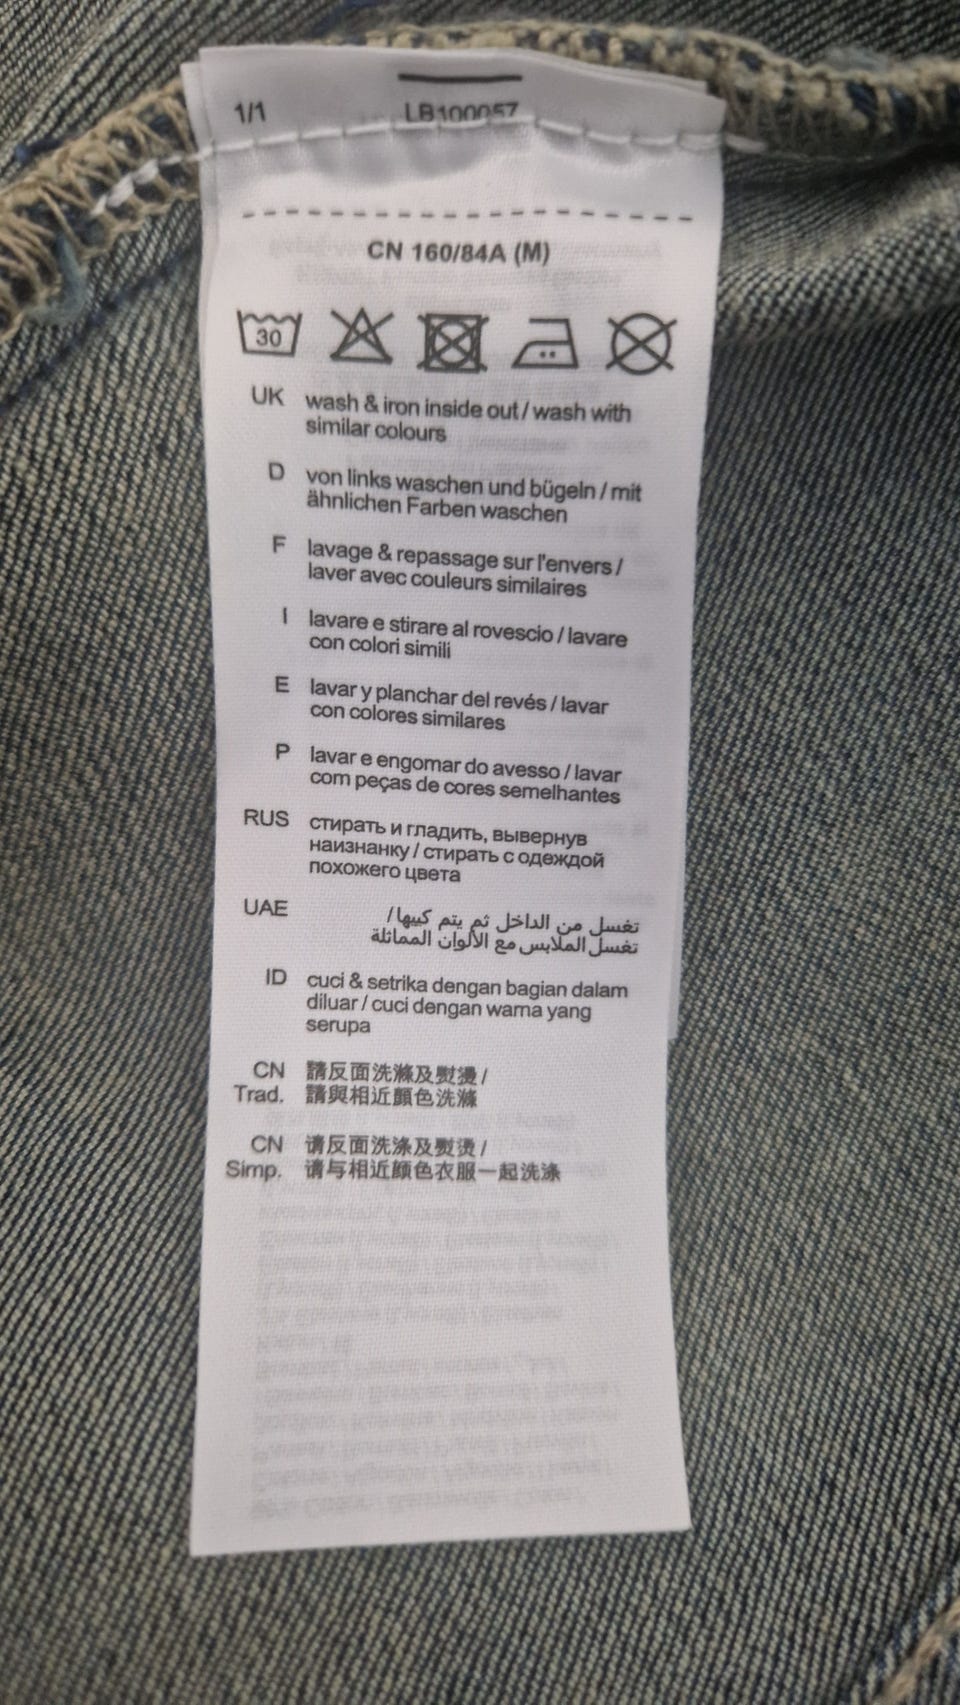 1/1
LB100057
CN 160/84A (M)
30
UK wash & iron inside out / wash with
similar colours
D von links waschen und bügeln / mit
ähnlichen Farben waschen
F lavage & repassage sur l'envers /
laver avec couleurs similaires
I lavare e stirare al rovescio / lavare
con colori simili
E lavar y planchar del revés / lavar
con colores similares
P lavar e engomar do avesso / lavar
com peças de cores semelhantes
RUS стирать и гладить, вывернув
наизнанку / стирать с одеждой
похожего цвета
UAE تغسل من الداخل ثم يتم كيها /
تغسل الملابس مع الألوان المماثلة
ID cuci & setrika dengan bagian dalam
diluar / cuci dengan warna yang
serupa
CN 請反面洗滌及熨燙 /
Trad. 請與相近顏色洗滌
CN 请反面洗涤及熨烫 /
Simp. 请与相近颜色衣服一起洗涤